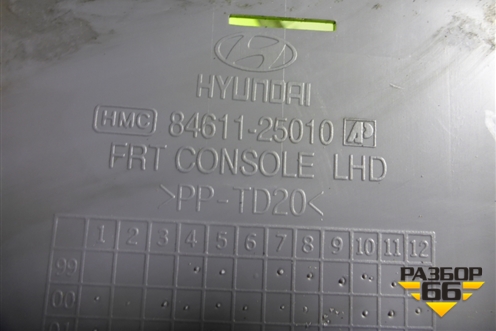 HYUNDAI
HMC 84611-25010 AP
FRT CONSOLE LHD
>PP-TD20<
1 2 3 4 5 6 7 8 9 10 11 12
99
00
РАЗБОР
66